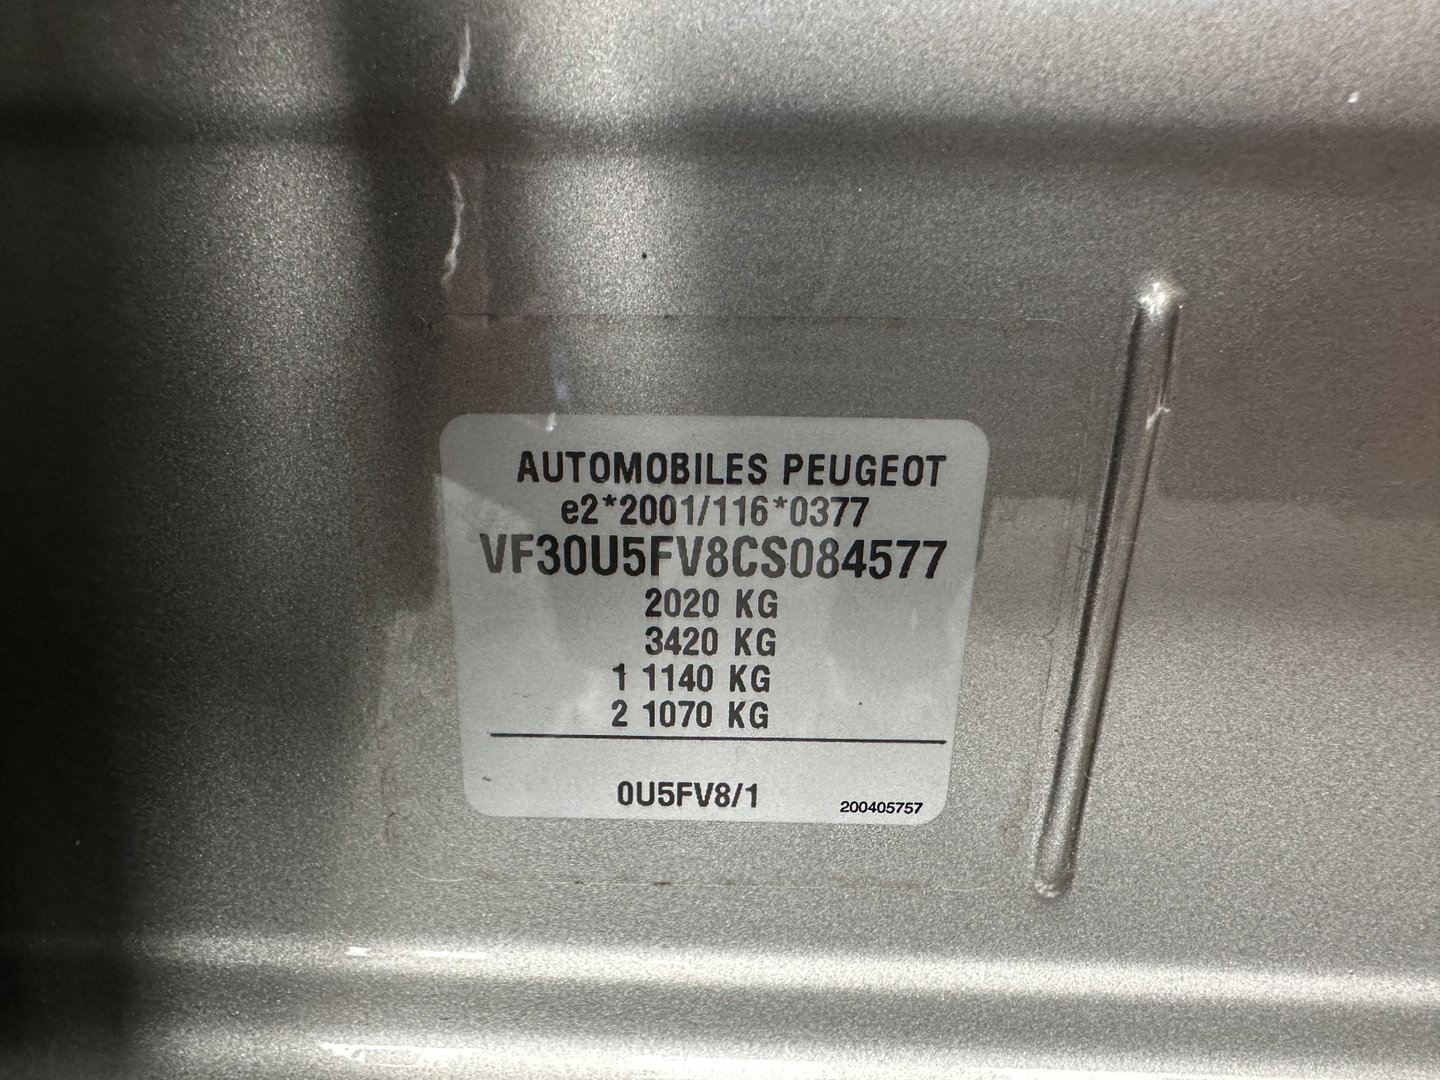 AUTOMOBILES PEUGEOT
e2*2001/116*0377
VF30U5FV8CS084577
2020 KG
3420 KG
1 1140 KG
2 1070 KG
0U5FV8/1
200405757